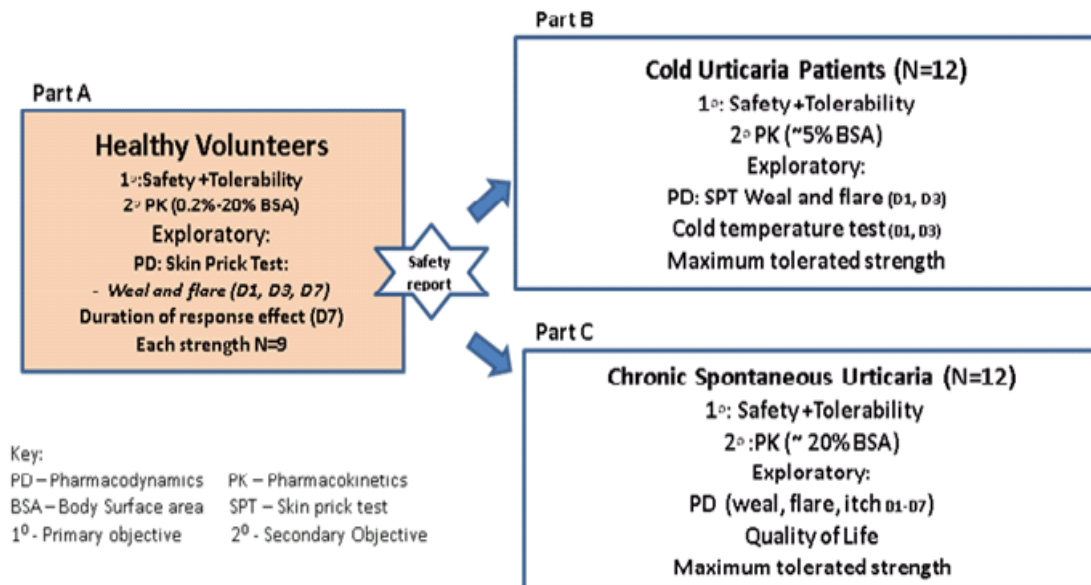 Part A
Healthy Volunteers
1º:Safety+Tolerability
2º PK (0.2%-20% BSA)
Exploratory:
PD: Skin Prick Test:
- Weal and flare (D1, D3, D7)
Duration of response effect (D7)
Each strength N=9
Safety
report
Part B
Cold Urticaria Patients (N=12)
1º: Safety+Tolerability
2º PK (~5% BSA)
Exploratory:
PD: SPT Weal and flare (D1, D3)
Cold temperature test (D1, D3)
Maximum tolerated strength
Part C
Chronic Spontaneous Urticaria (N=12)
1º: Safety+Tolerability
2º :PK (~ 20% BSA)
Exploratory:
PD (weal, flare, itch D1-D7)
Quality of Life
Maximum tolerated strength
Key:
PD – Pharmacodynamics PK – Pharmacokinetics
BSA – Body Surface area SPT – Skin prick test
1⁰ - Primary objective 2⁰ - Secondary Objective